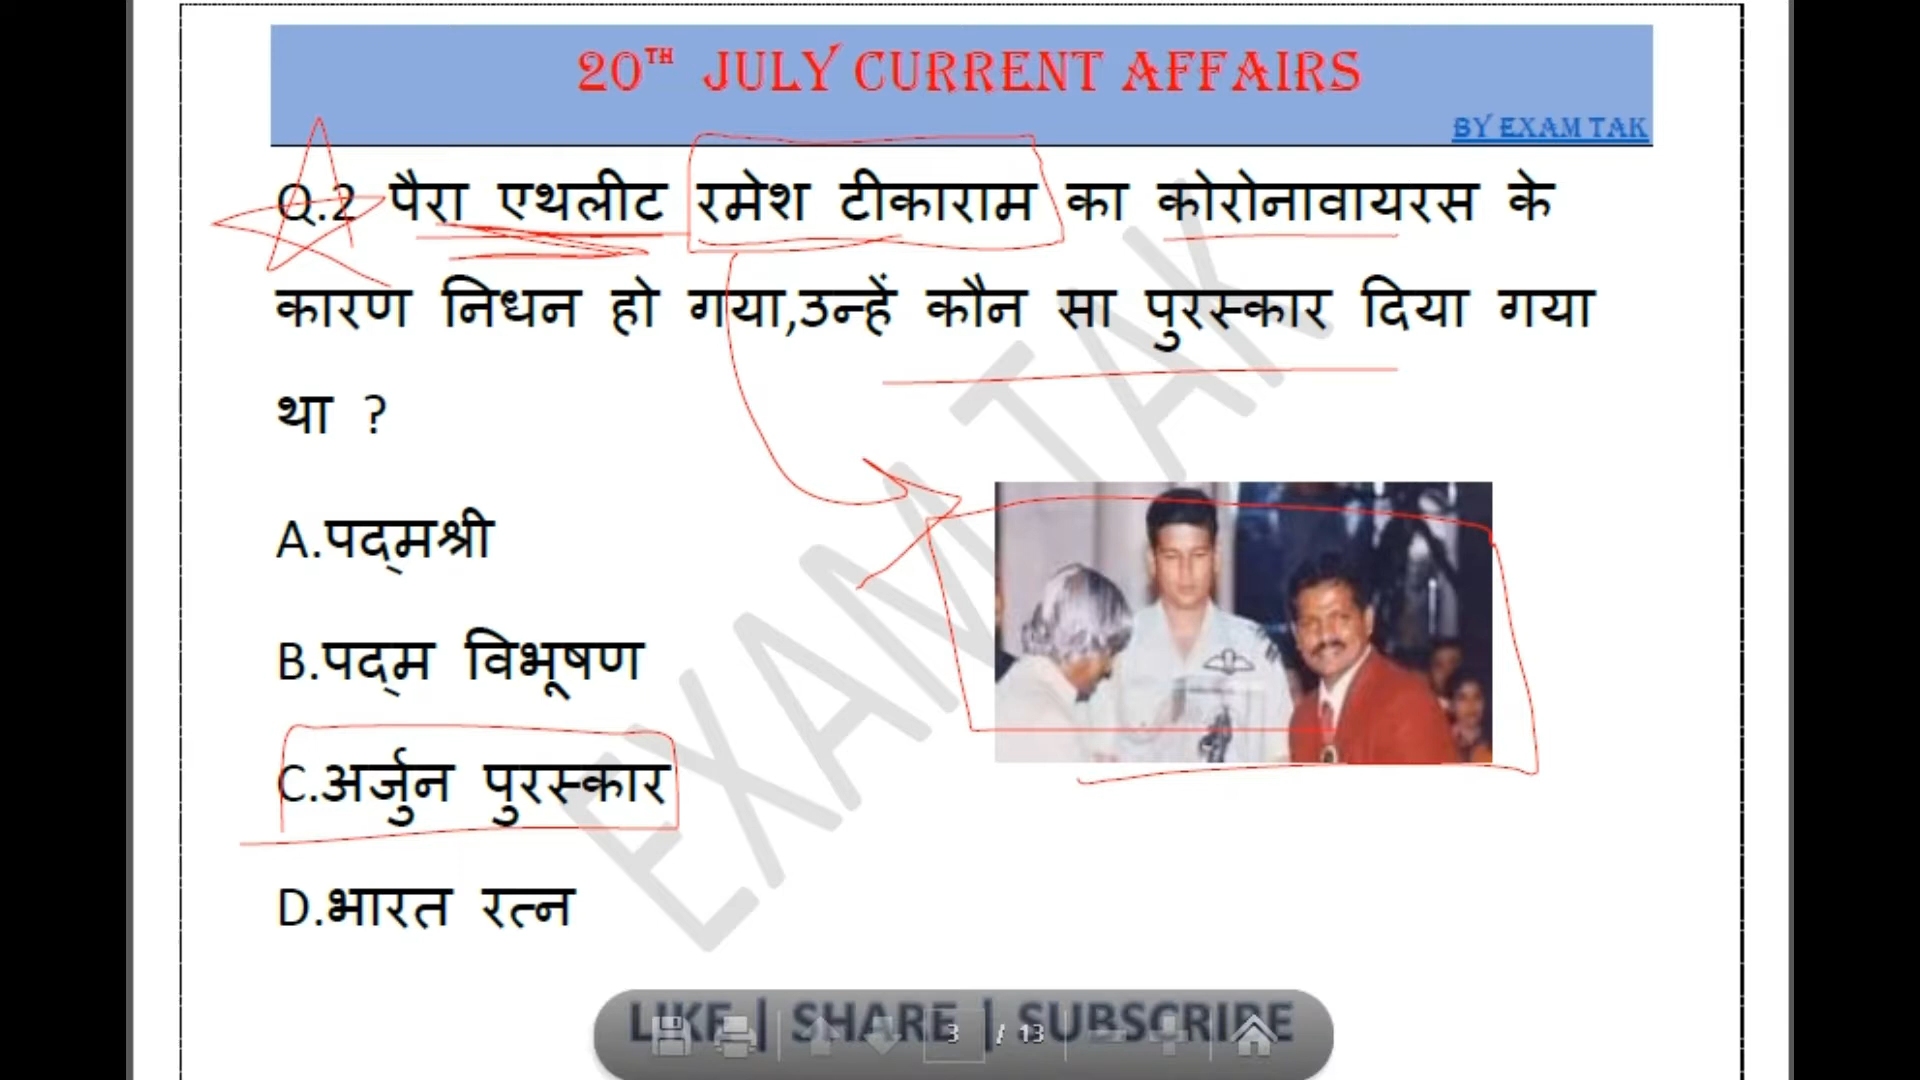 20TH JULY CURRENT AFFAIRS
BY EXAM TAK
Q.2 पैरा एथलीट रमेश टीकाराम का कोरोनावायरस के
कारण निधन हो गया,उन्हें कौन सा पुरस्कार दिया गया
था ?
A.पद्‌मश्री
B.पद्‌म विभूषण
C.अर्जुन पुरस्कार
D.भारत रत्न
EXAM TAK
LIKE | SHARE | SUBSCRIBE
3 / 13